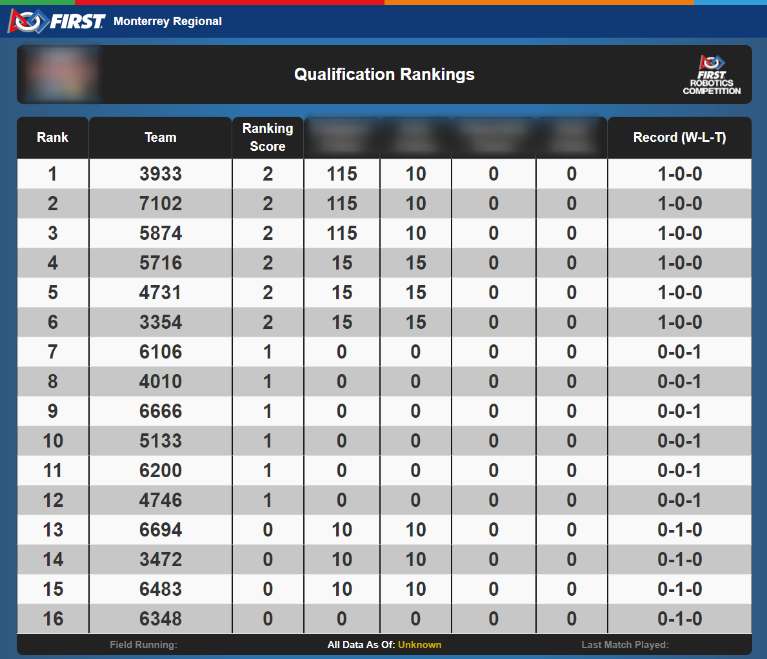 FIRST Monterrey Regional
Qualification Rankings
FIRST
ROBOTICS
COMPETITION
Rank Team Ranking Score Record (W-L-T)
1 3933 2 115 10 0 0 1-0-0
2 7102 2 115 10 0 0 1-0-0
3 5874 2 115 10 0 0 1-0-0
4 5716 2 15 15 0 0 1-0-0
5 4731 2 15 15 0 0 1-0-0
6 3354 2 15 15 0 0 1-0-0
7 6106 1 0 0 0 0 0-0-1
8 4010 1 0 0 0 0 0-0-1
9 6666 1 0 0 0 0 0-0-1
10 5133 1 0 0 0 0 0-0-1
11 6200 1 0 0 0 0 0-0-1
12 4746 1 0 0 0 0 0-0-1
13 6694 0 10 10 0 0 0-1-0
14 3472 0 10 10 0 0 0-1-0
15 6483 0 10 10 0 0 0-1-0
16 6348 0 0 0 0 0 0-1-0
Field Running: All Data As Of: Unknown Last Match Played: